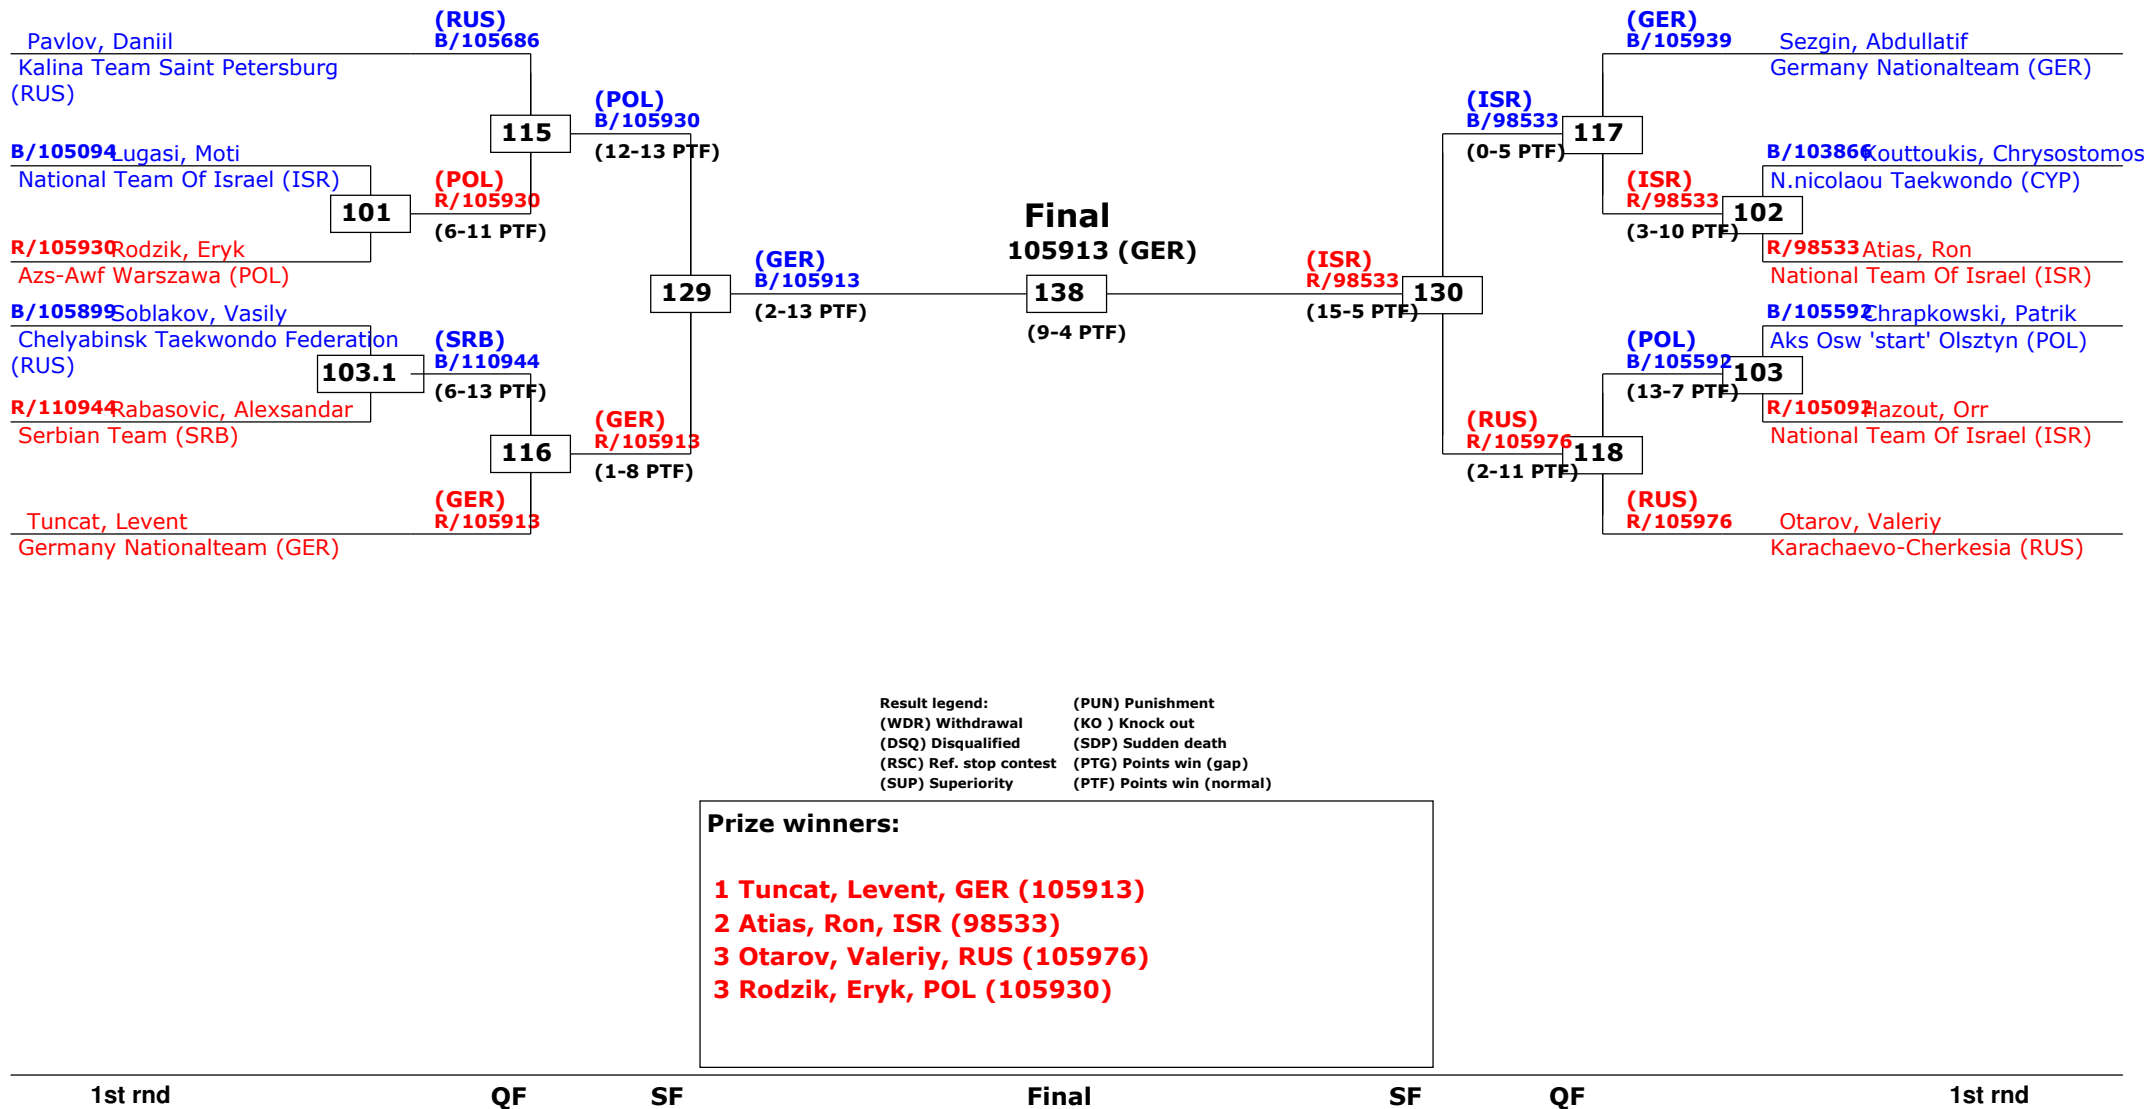 (RUS)
B/105686
Pavlov, Daniil
Kalina Team Saint Petersburg
(RUS)
(POL)
B/105930
115
(12-13 PTF)
B/105094 Lugasi, Moti
National Team Of Israel (ISR)
(POL)
R/105930
101
(6-11 PTF)
R/105930 Rodzik, Eryk
Azs-Awf Warszawa (POL)
(GER)
B/105913
129
(2-13 PTF)
B/105899 Soblakov, Vasily
Chelyabinsk Taekwondo Federation
(RUS)
(SRB)
B/110944
103.1
(6-13 PTF)
R/110944 Rabasovic, Alexsandar
Serbian Team (SRB)
(GER)
R/105913
116
(1-8 PTF)
(GER)
R/105913
Tuncat, Levent
Germany Nationalteam (GER)
Final
105913 (GER)
138
(9-4 PTF)
(GER)
B/105939
Sezgin, Abdullatif
Germany Nationalteam (GER)
(ISR)
B/98533
117
(0-5 PTF)
B/103866 Kouttoukis, Chrysostomos
N.nicolaou Taekwondo (CYP)
(ISR)
R/98533
102
(3-10 PTF)
R/98533 Atias, Ron
National Team Of Israel (ISR)
(ISR)
R/98533
130
(15-5 PTF)
B/105592 Chrapkowski, Patrik
Aks Osw 'start' Olsztyn (POL)
(POL)
B/105592
103
(13-7 PTF)
R/105092 Hazout, Orr
National Team Of Israel (ISR)
(RUS)
R/105976
118
(2-11 PTF)
(RUS)
R/105976
Otarov, Valeriy
Karachaevo-Cherkesia (RUS)
Result legend: (PUN) Punishment
(WDR) Withdrawal (KO ) Knock out
(DSQ) Disqualified (SDP) Sudden death
(RSC) Ref. stop contest (PTG) Points win (gap)
(SUP) Superiority (PTF) Points win (normal)
Prize winners:
1 Tuncat, Levent, GER (105913)
2 Atias, Ron, ISR (98533)
3 Otarov, Valeriy, RUS (105976)
3 Rodzik, Eryk, POL (105930)
1st rnd QF SF Final SF QF 1st rnd